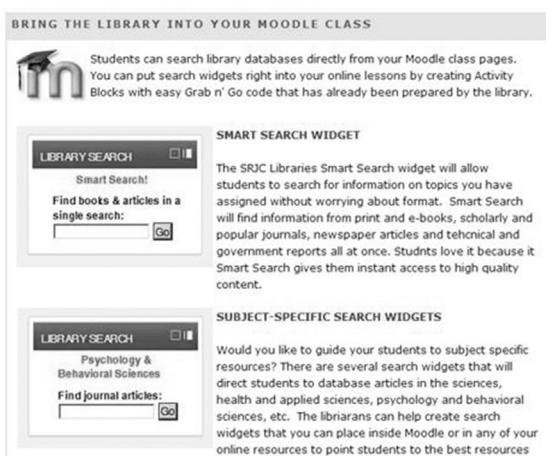 BRING THE LIBRARY INTO YOUR MOODLE CLASS
m
Students can search library databases directly from your Moodle class pages.
You can put search widgets right into your online lessons by creating Activity
Blocks with easy Grab n' Go code that has already been prepared by the library.
LIBRARY SEARCH
Smart Search!
Find books & articles in a
single search:
Go
SMART SEARCH WIDGET
The SRJC Libraries Smart Search widget will allow
students to search for information on topics you have
assigned without worrying about format. Smart Search
will find information from print and e-books, scholarly and
popular journals, newspaper articles and tehcnical and
government reports all at once. Studnts love it because it
Smart Search gives them instant access to high quality
content.
LIBRARY SEARCH
Psychology &
Behavioral Sciences
Find journal articles:
Go
SUBJECT-SPECIFIC SEARCH WIDGETS
Would you like to guide your students to subject specific
resources? There are several search widgets that will
direct students to database articles in the sciences,
health and applied sciences, psychology and behavioral
sciences, etc. The libriarans can help create search
widgets that you can place inside Moodle or in any of your
online resources to point students to the best resources